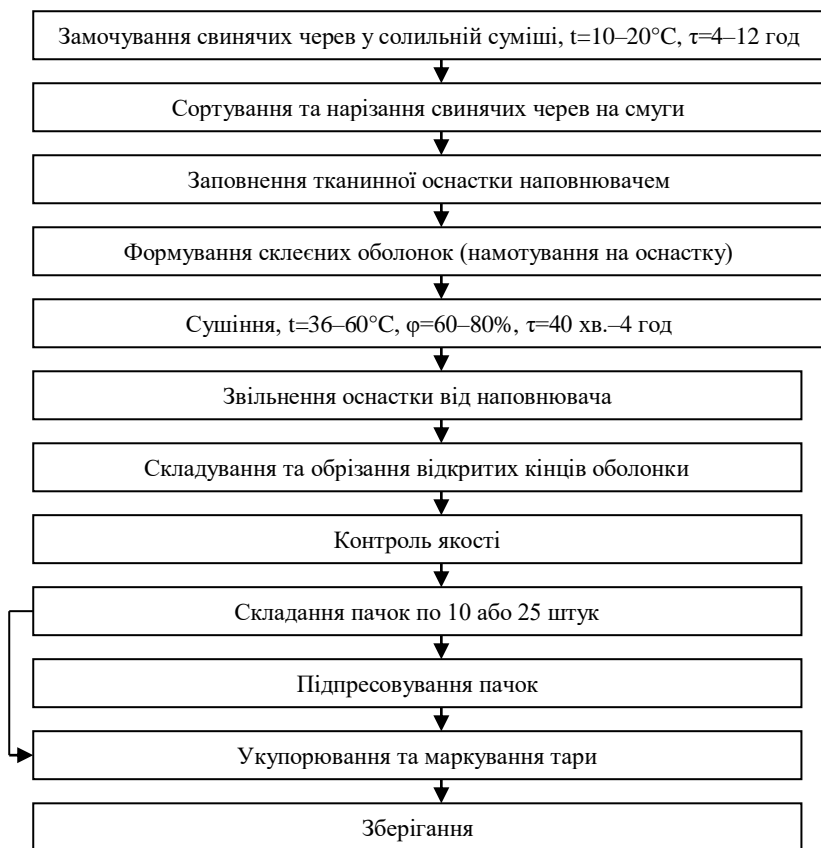 Замочування свинячих черев у солильній суміші, t=10–20°C, τ=4–12 год
Сортування та нарізання свинячих черев на смуги
Заповнення тканинної оснастки наповнювачем
Формування склеєних оболонок (намотування на оснастку)
Сушіння, t=36–60°C, φ=60–80%, τ=40 хв.–4 год
Звільнення оснастки від наповнювача
Складування та обрізання відкритих кінців оболонки
Контроль якості
Складання пачок по 10 або 25 штук
Підпресовування пачок
Укупорювання та маркування тари
Зберігання